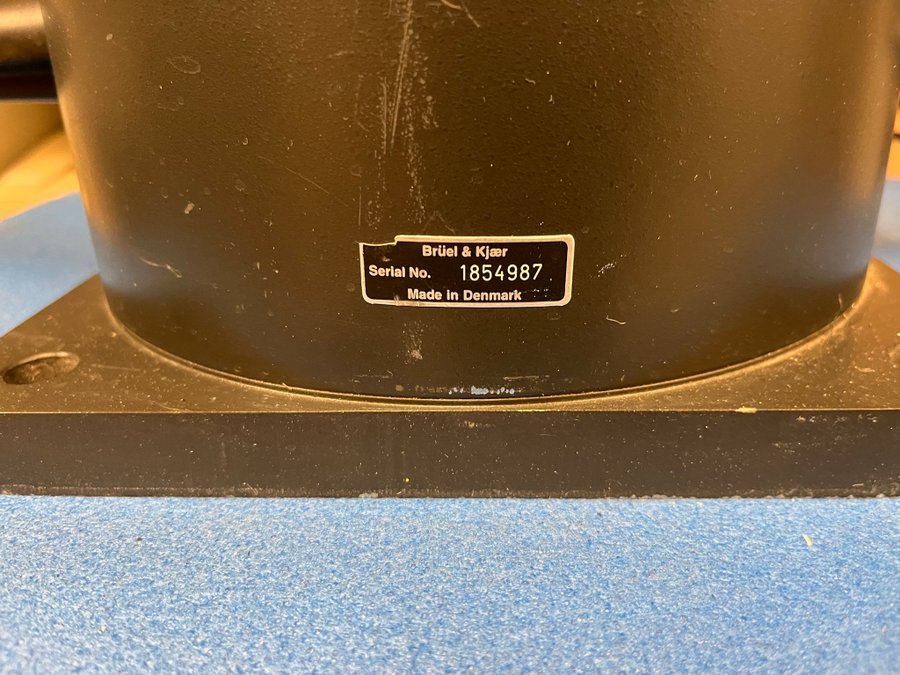 Brüel & Kjær
Serial No. 1854987
Made in Denmark